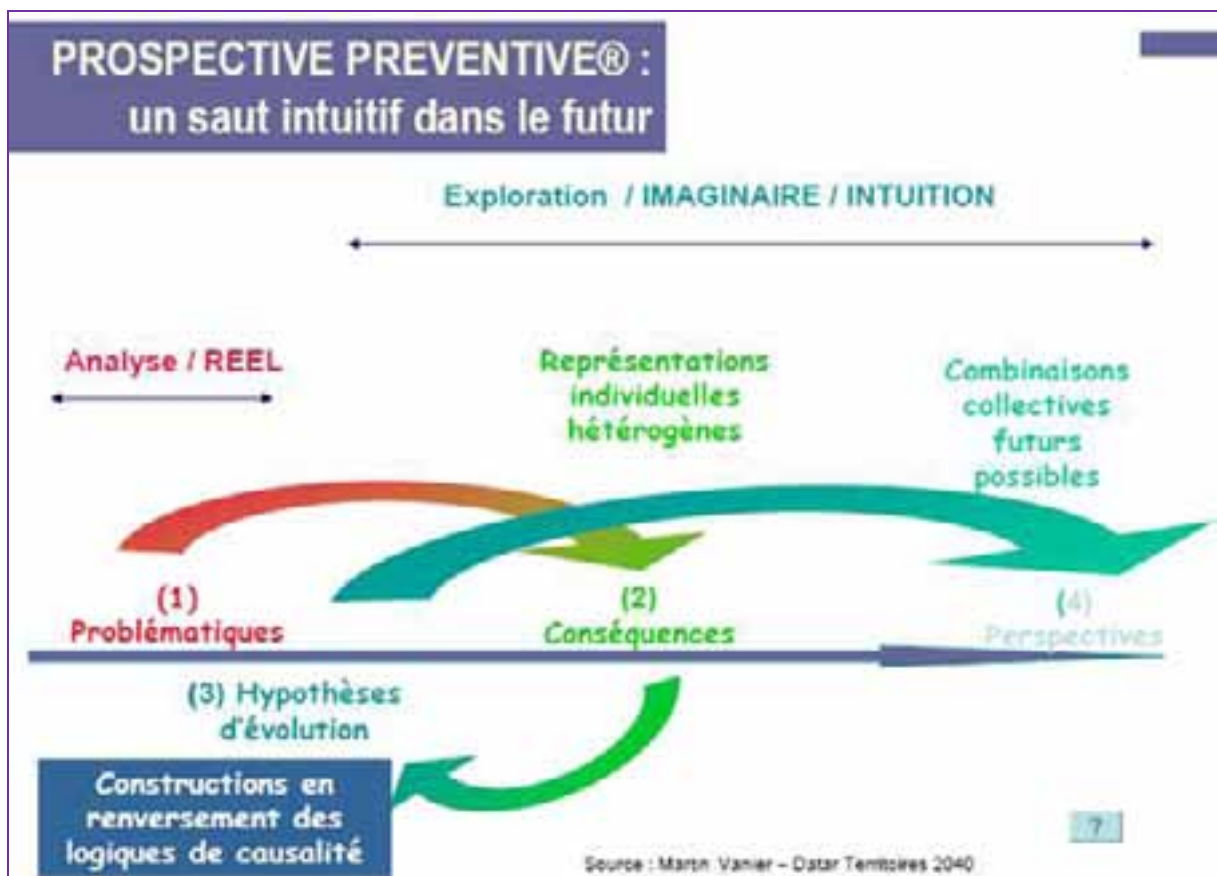 PROSPECTIVE PREVENTIVE® :
un saut intuitif dans le futur
Exploration / IMAGINAIRE / INTUITION
Analyse / REEL
Représentations
individuelles
hétérogènes
Combinaisons
collectives
futurs
possibles
(1)
Problématiques
(2)
Conséquences
(4)
Perspectives
(3) Hypothèses
d'évolution
Constructions en
renversement des
logiques de causalité
?
Source : Martin Vanier – Datar Territoires 2040